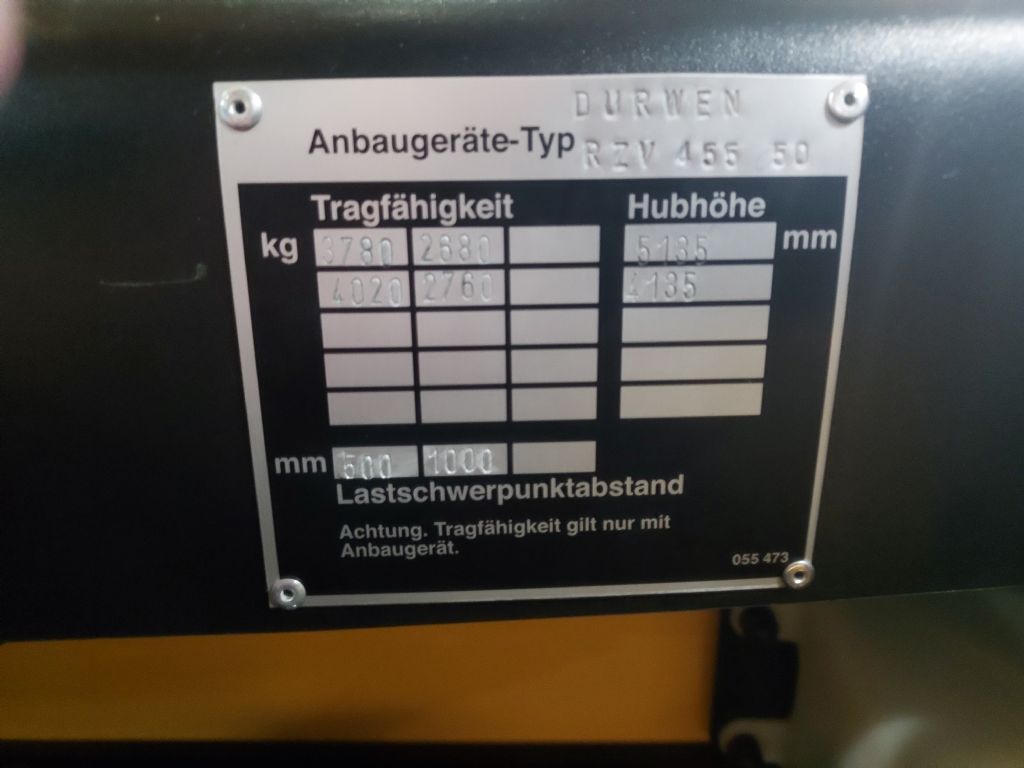 DURWEN
Anbaugeräte-Typ RZV 455 50
Tragfähigkeit Hubhöhe
kg 3780 2680 5135 mm
4020 2760 4135
mm 500 1000
Lastschwerpunktabstand
Achtung. Tragfähigkeit gilt nur mit
Anbaugerät.
055 473